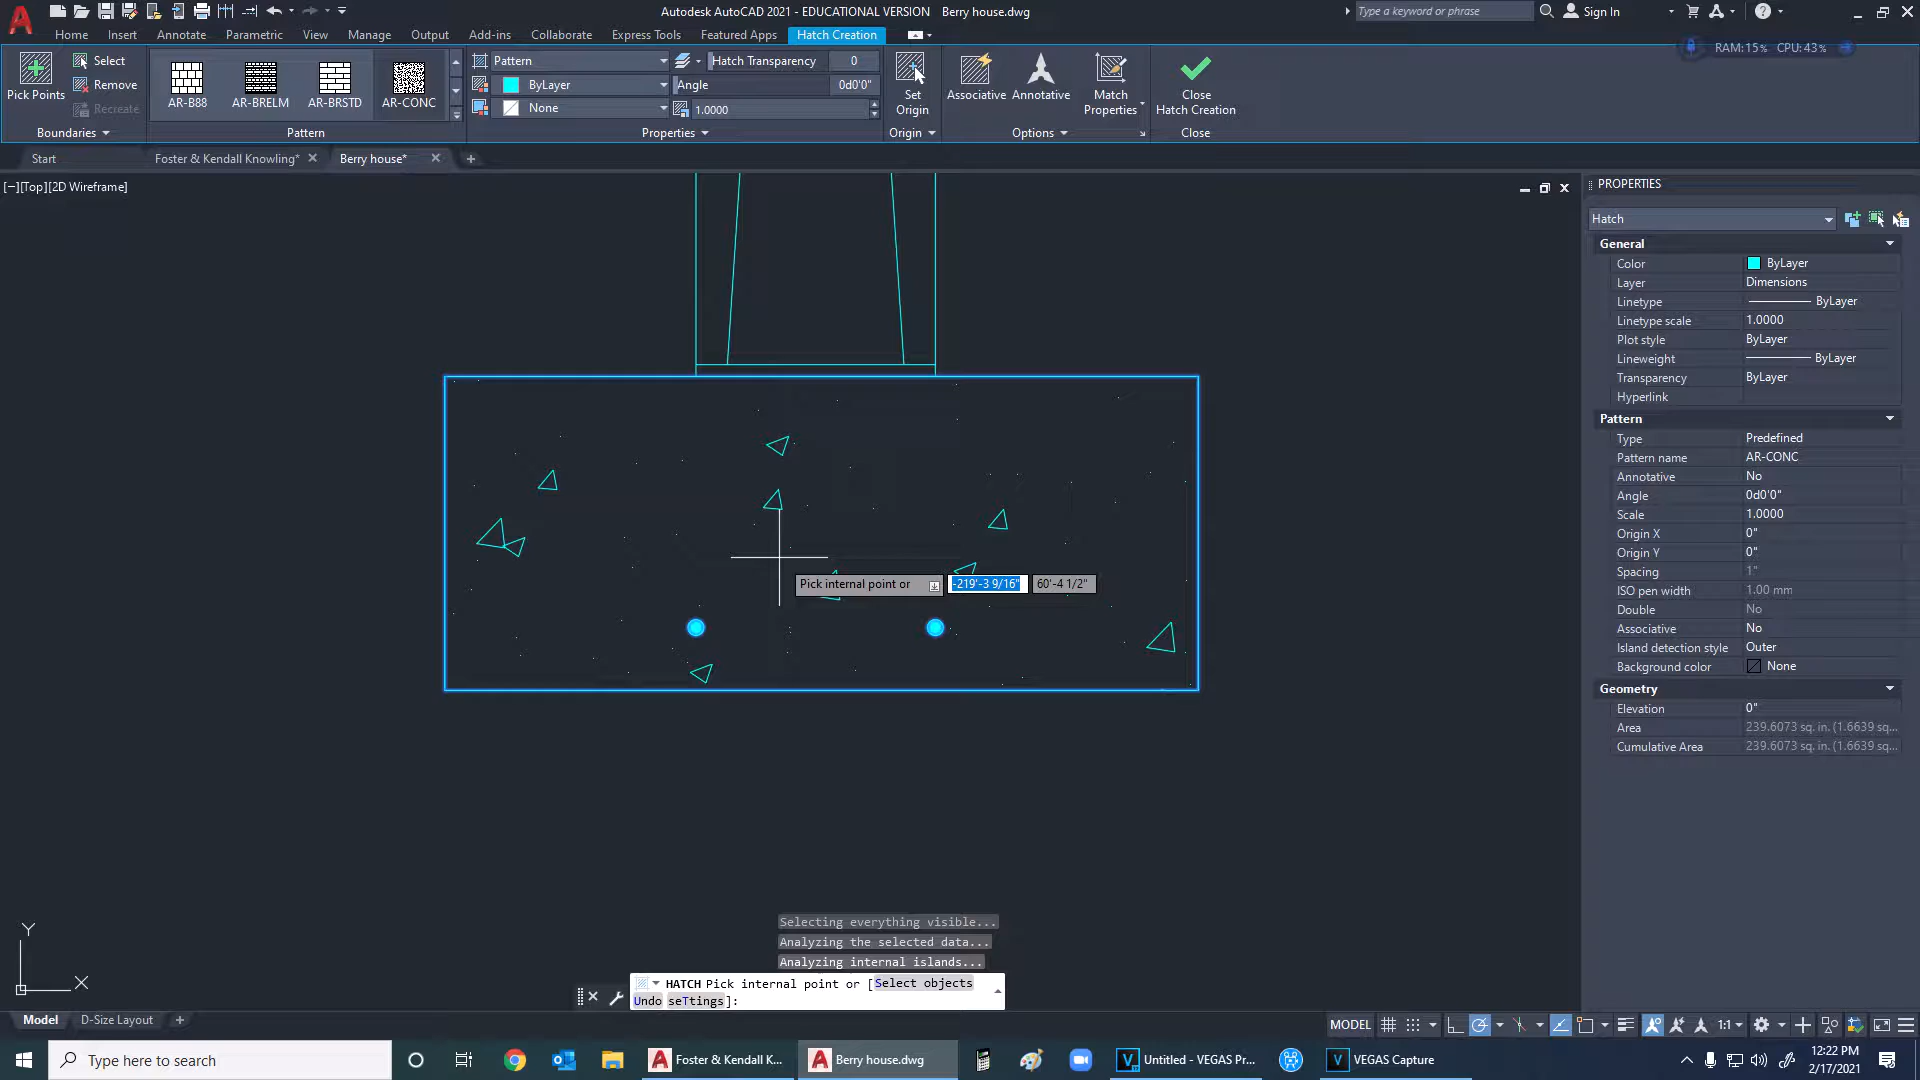 Autodesk AutoCAD 2021 - EDUCATIONAL VERSION Berry house.dwg
Type a keyword or phrase
Sign In
Home Insert Annotate Parametric View Manage Output Add-ins Collaborate Express Tools Featured Apps Hatch Creation
RAM:15% CPU:43%
Pick Points
Select
Remove
Recreate
Boundaries
AR-B88 AR-BRELM AR-BRSTD AR-CONC
Pattern
Pattern
ByLayer
None
Hatch Transparency 0
Angle 0d0'0"
1.0000
Properties
Set
Origin
Origin
Associative Annotative
Match
Properties
Options
Close
Hatch Creation
Close
Start Foster & Kendall Knowling* Berry house*
[−][Top][2D Wireframe]
PROPERTIES
Hatch
General
Color ByLayer
Layer Dimensions
Linetype ByLayer
Linetype scale 1.0000
Plot style ByLayer
Lineweight ByLayer
Transparency ByLayer
Hyperlink
Pattern
Type Predefined
Pattern name AR-CONC
Annotative No
Angle 0d0'0"
Scale 1.0000
Origin X 0"
Origin Y 0"
Spacing 1"
ISO pen width 1.00 mm
Double No
Associative No
Island detection style Outer
Background color None
Geometry
Elevation 0"
Area 239.6073 sq. in. (1.6639 sq...
Cumulative Area 239.6073 sq. in. (1.6639 sq...
Pick internal point or -219'-3 9/16" 60'-4 1/2"
Selecting everything visible...
Analyzing the selected data...
Analyzing internal islands...
HATCH Pick internal point or [Select objects
Undo seTtings]:
Y
X
Model D-Size Layout
MODEL 1:1
Type here to search
Foster & Kendall K...
Berry house.dwg
Untitled - VEGAS Pr...
VEGAS Capture
12:22 PM
2/17/2021